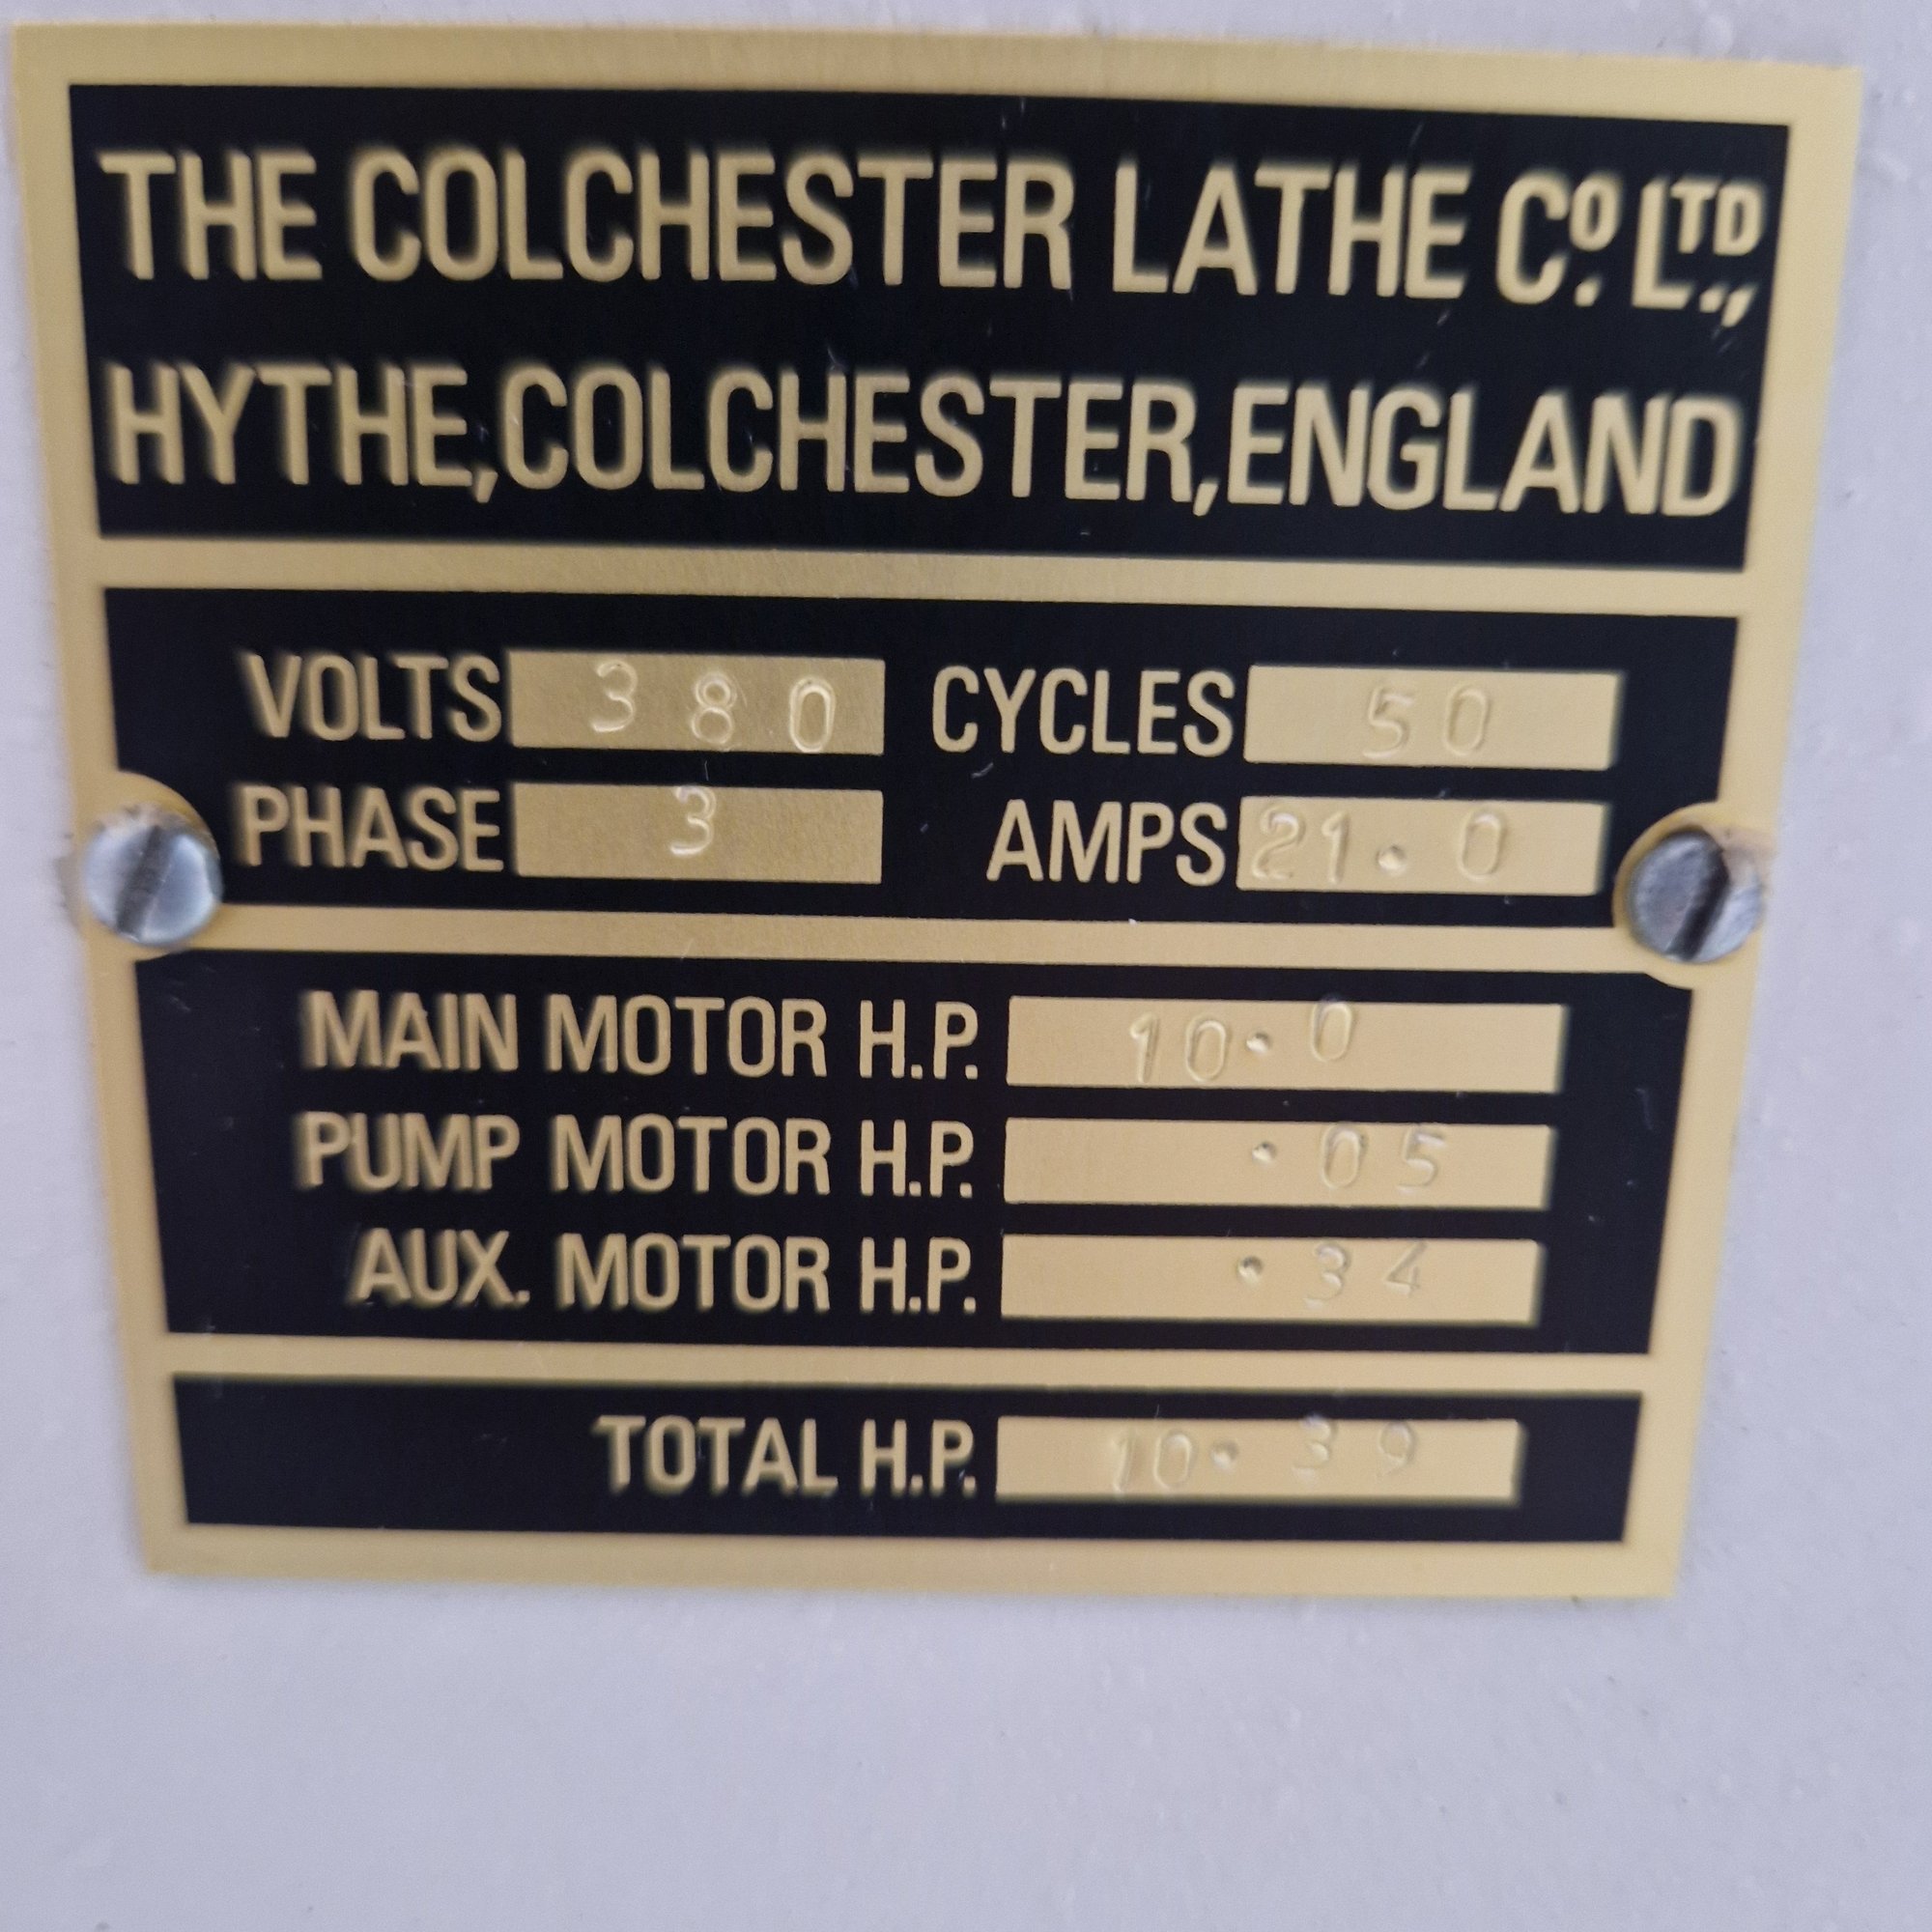 THE COLCHESTER LATHE CO. LTD.,
HYTHE, COLCHESTER, ENGLAND
VOLTS 380 CYCLES 50
PHASE 3 AMPS 21.0
MAIN MOTOR H.P. 10.0
PUMP MOTOR H.P. .05
AUX. MOTOR H.P. .34
TOTAL H.P. 10.39